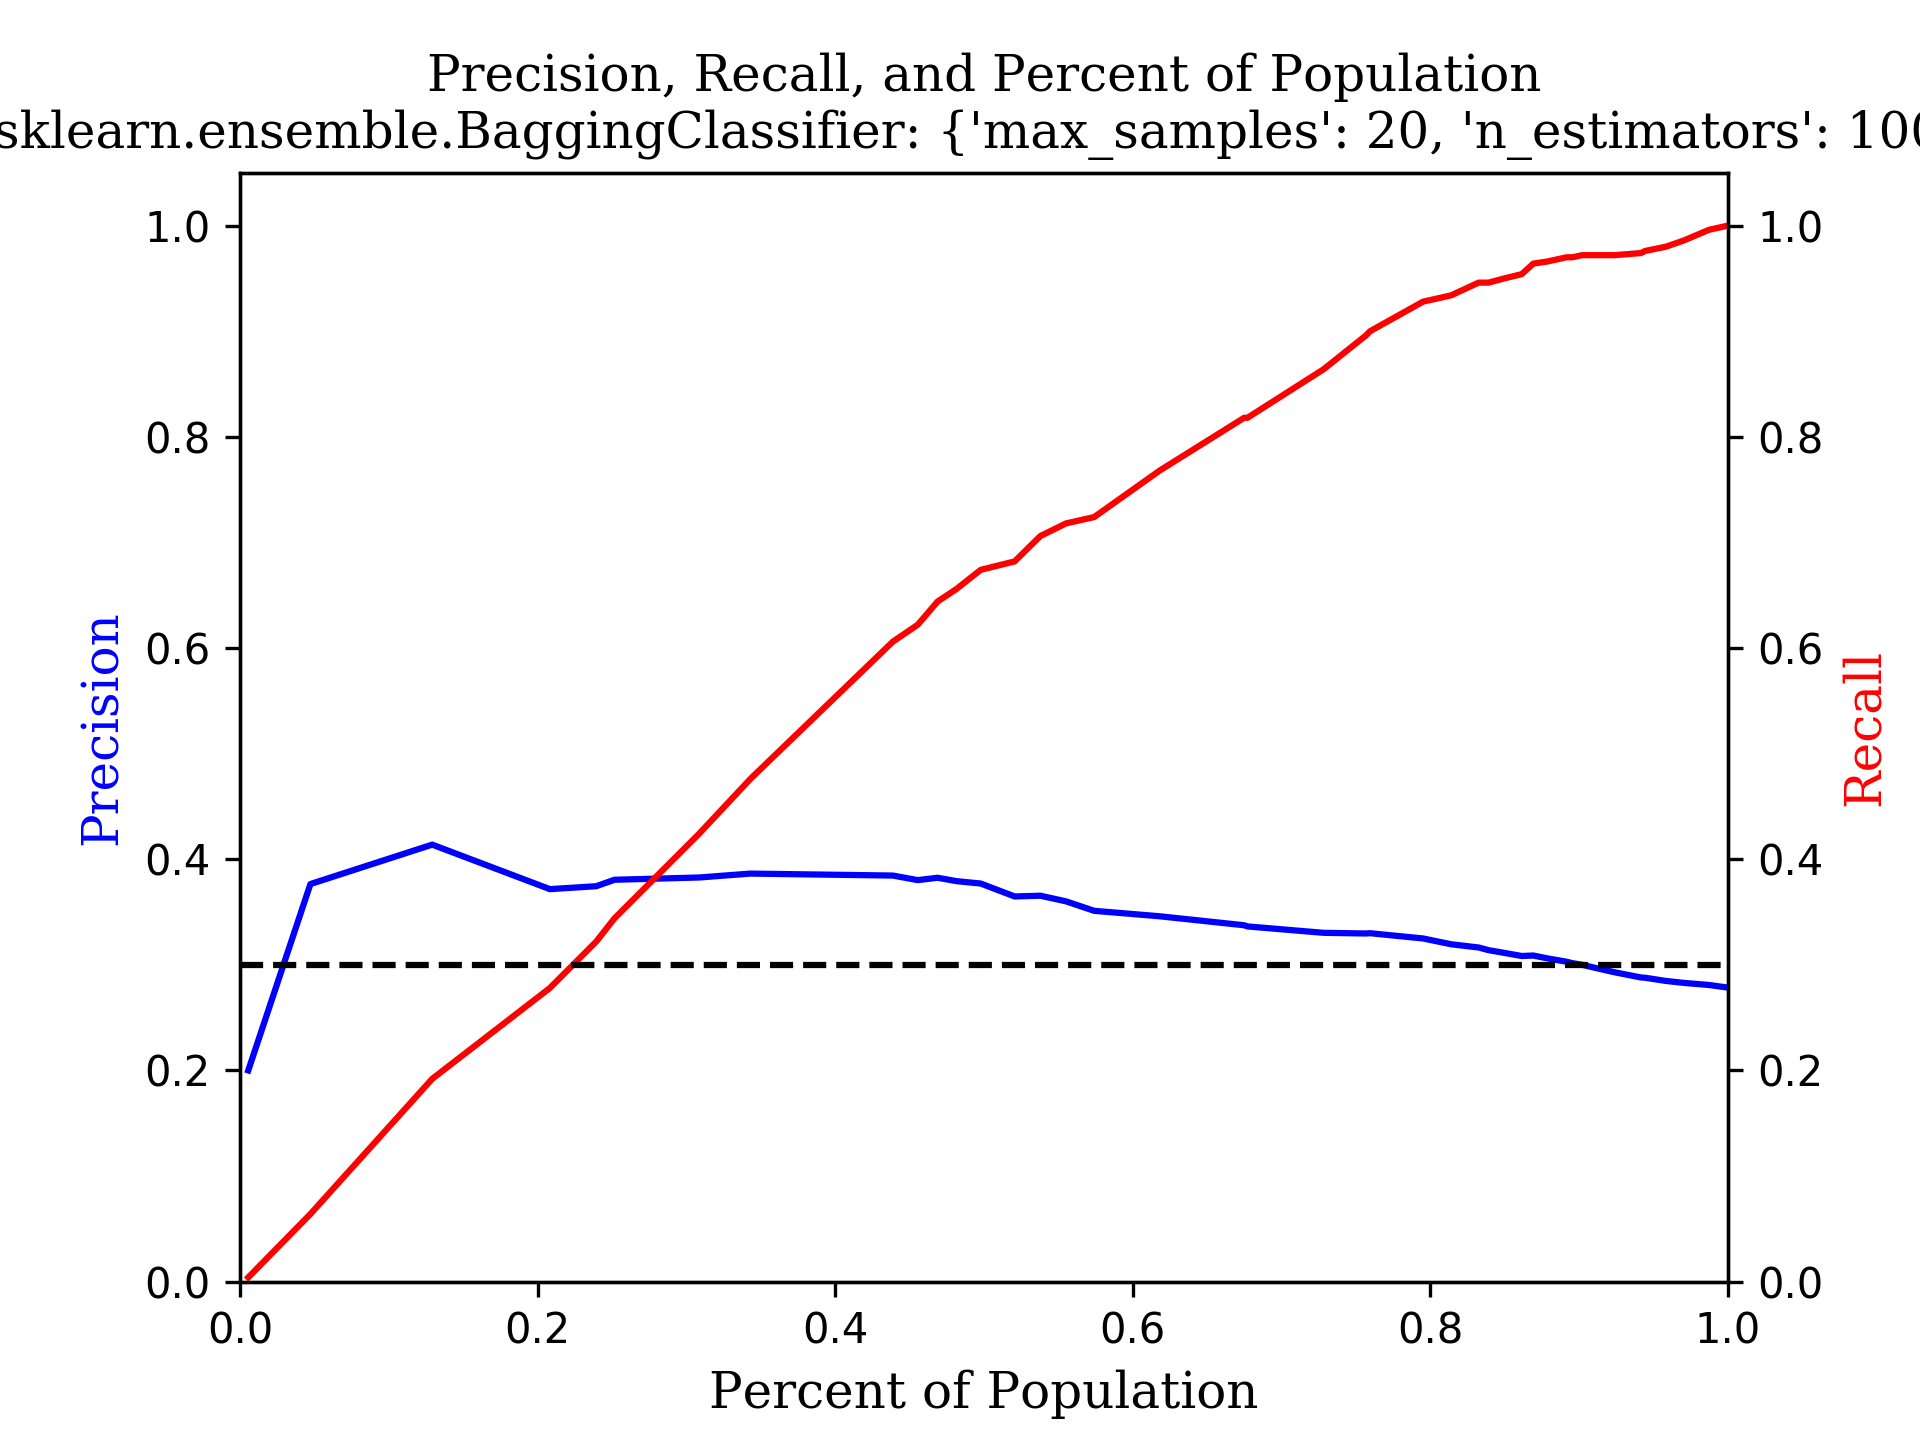 Precision, Recall, and Percent of Population
sklearn.ensemble.BaggingClassifier: {'max_samples': 20, 'n_estimators': 100
1.0
0.8
0.6
0.4
0.2
0.0
Precision
1.0
0.8
0.6
0.4
0.2
0.0
Recall
0.0 0.2 0.4 0.6 0.8 1.0
Percent of Population